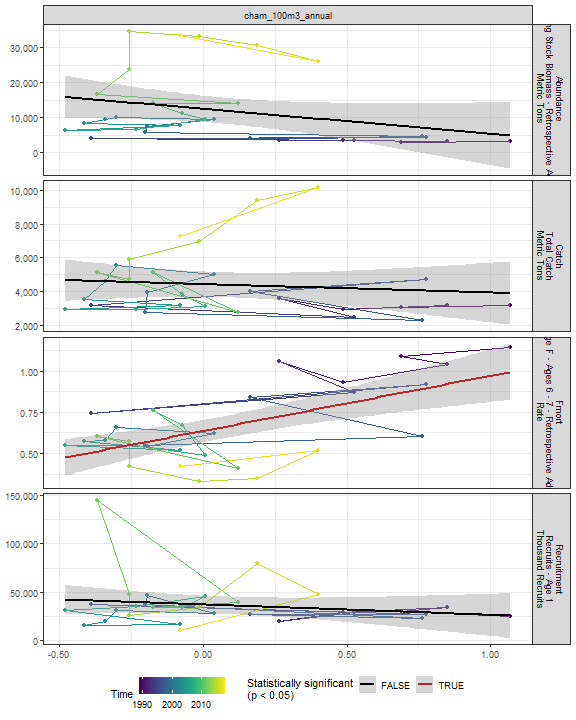 cham_100m3_annual
30,000
20,000
10,000
0
Abundance
Stock Biomass - Retrospective
Metric Tons
10,000
8,000
6,000
4,000
2,000
Catch
Total Catch
Metric Tons
1.00
0.75
0.50
Fmort
F - Ages 6 - 7 - Retrospective
Rate
150,000
100,000
50,000
0
Recruitment
Recruits - Age 1
Thousand Recruits
-0.50
0.00
0.50
1.00
Time
1990
2000
2010
Statistically significant
(p < 0.05)
FALSE
TRUE